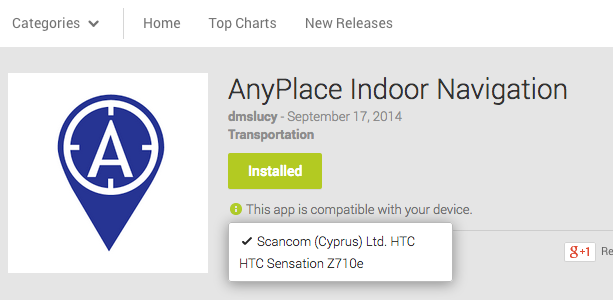 Categories Home Top Charts New Releases
AnyPlace Indoor Navigation
dmslucy - September 17, 2014
Transportation
Installed
This app is compatible with your device.
Scancom (Cyprus) Ltd. HTC
HTC Sensation Z710e
A
g+1 Re